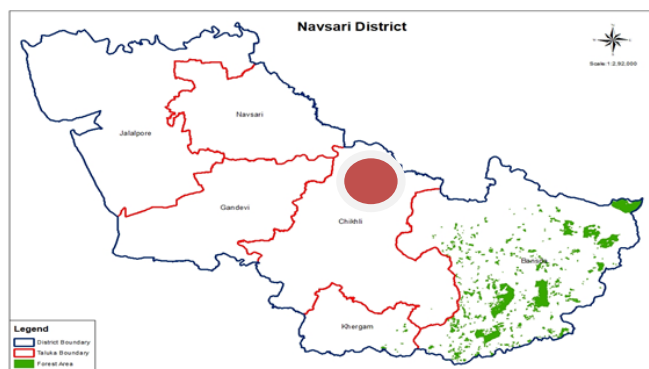 Navsari District
Scale 1:2,92,000
Navsari
Jalalpore
Gandevi
Chikhli
Bansda
Khergam
Legend
District Boundary
Taluka Boundary
Forest Area